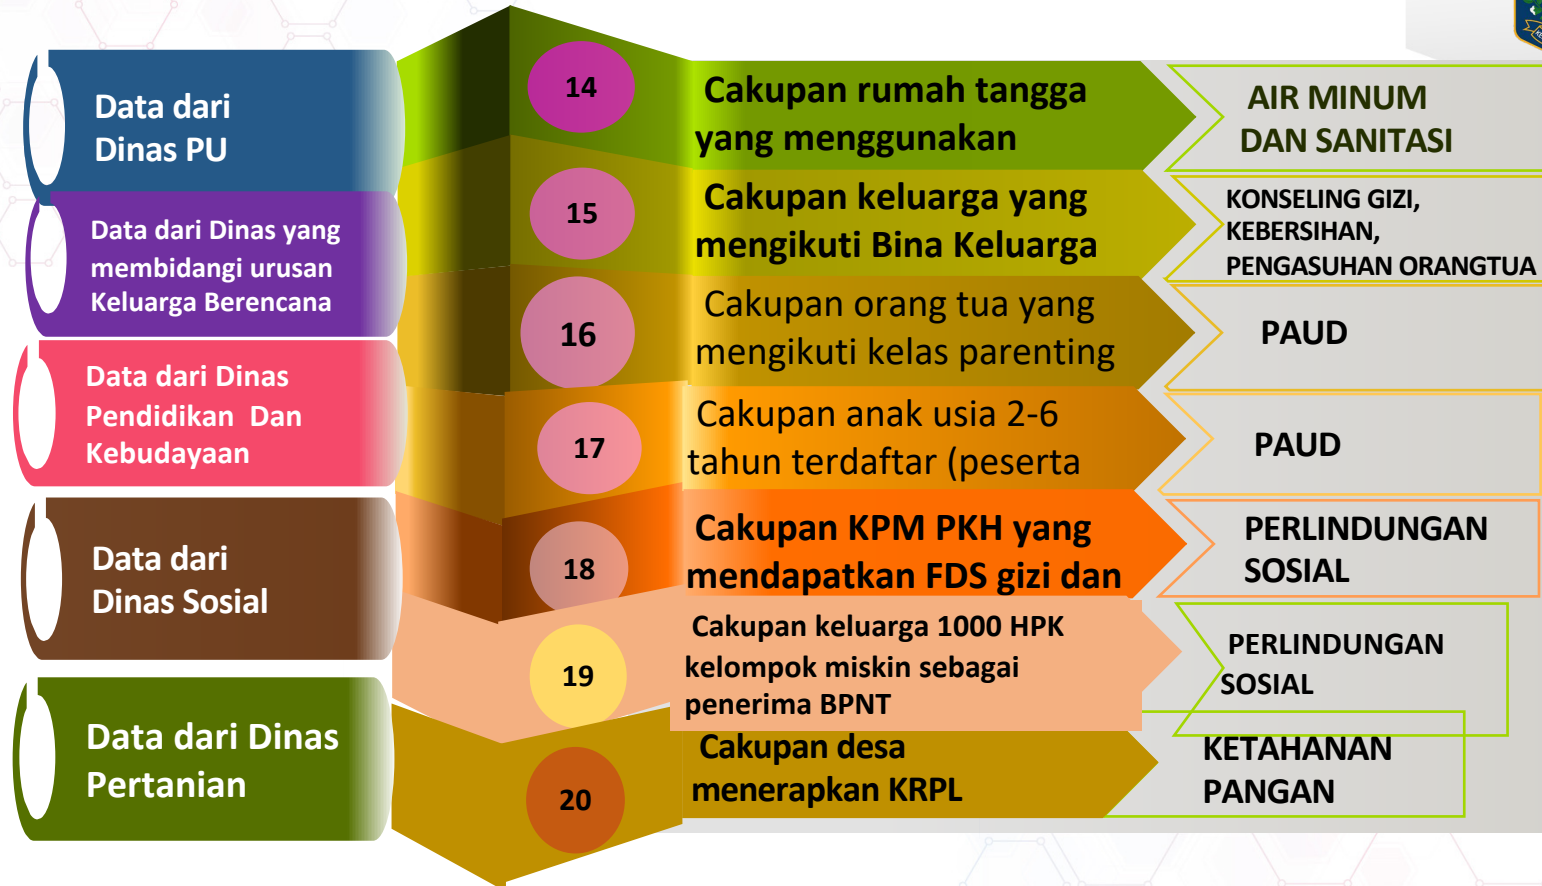 Data dari
Dinas PU
Data dari Dinas yang
membidangi urusan
Keluarga Berencana
Data dari Dinas
Pendidikan Dan
Kebudayaan
Data dari
Dinas Sosial
Data dari Dinas
Pertanian
14
Cakupan rumah tangga
yang menggunakan
AIR MINUM
DAN SANITASI
15
Cakupan keluarga yang
mengikuti Bina Keluarga
KONSELING GIZI,
KEBERSIHAN,
PENGASUHAN ORANGTUA
16
Cakupan orang tua yang
mengikuti kelas parenting
PAUD
17
Cakupan anak usia 2-6
tahun terdaftar (peserta
PAUD
18
Cakupan KPM PKH yang
mendapatkan FDS gizi dan
PERLINDUNGAN
SOSIAL
19
Cakupan keluarga 1000 HPK
kelompok miskin sebagai
penerima BPNT
PERLINDUNGAN
SOSIAL
20
Cakupan desa
menerapkan KRPL
KETAHANAN
PANGAN